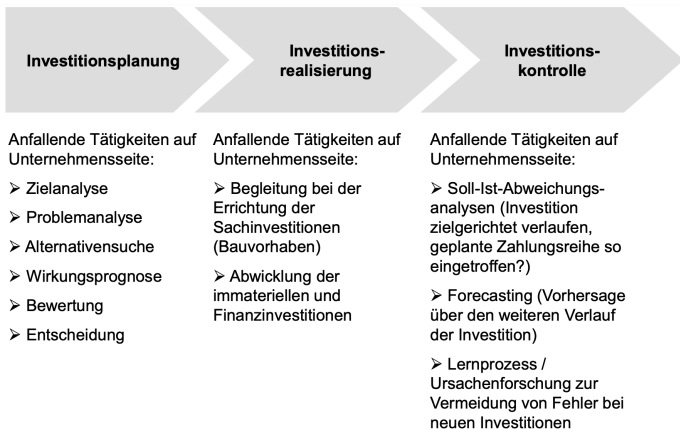 Investitionsplanung
Investitions-
realisierung
Investitions-
kontrolle
Anfallende Tätigkeiten auf
Unternehmensseite:
➢ Zielanalyse
➢ Problemanalyse
➢ Alternativensuche
➢ Wirkungsprognose
➢ Bewertung
➢ Entscheidung
Anfallende Tätigkeiten auf
Unternehmensseite:
➢ Begleitung bei der
Errichtung der
Sachinvestitionen
(Bauvorhaben)
➢ Abwicklung der
immateriellen und
Finanzinvestitionen
Anfallende Tätigkeiten auf
Unternehmensseite:
➢ Soll-Ist-Abweichungs-
analysen (Investition
zielgerichtet verlaufen,
geplante Zahlungsreihe so
eingetroffen?)
➢ Forecasting (Vorhersage
über den weiteren Verlauf
der Investition)
➢ Lernprozess /
Ursachenforschung zur
Vermeidung von Fehler bei
neuen Investitionen